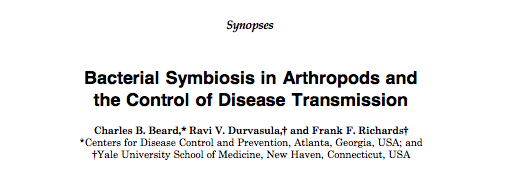 Synopses
Bacterial Symbiosis in Arthropods and
the Control of Disease Transmission
Charles B. Beard,* Ravi V. Durvasula,† and Frank F. Richards†
*Centers for Disease Control and Prevention, Atlanta, Georgia, USA; and
†Yale University School of Medicine, New Haven, Connecticut, USA